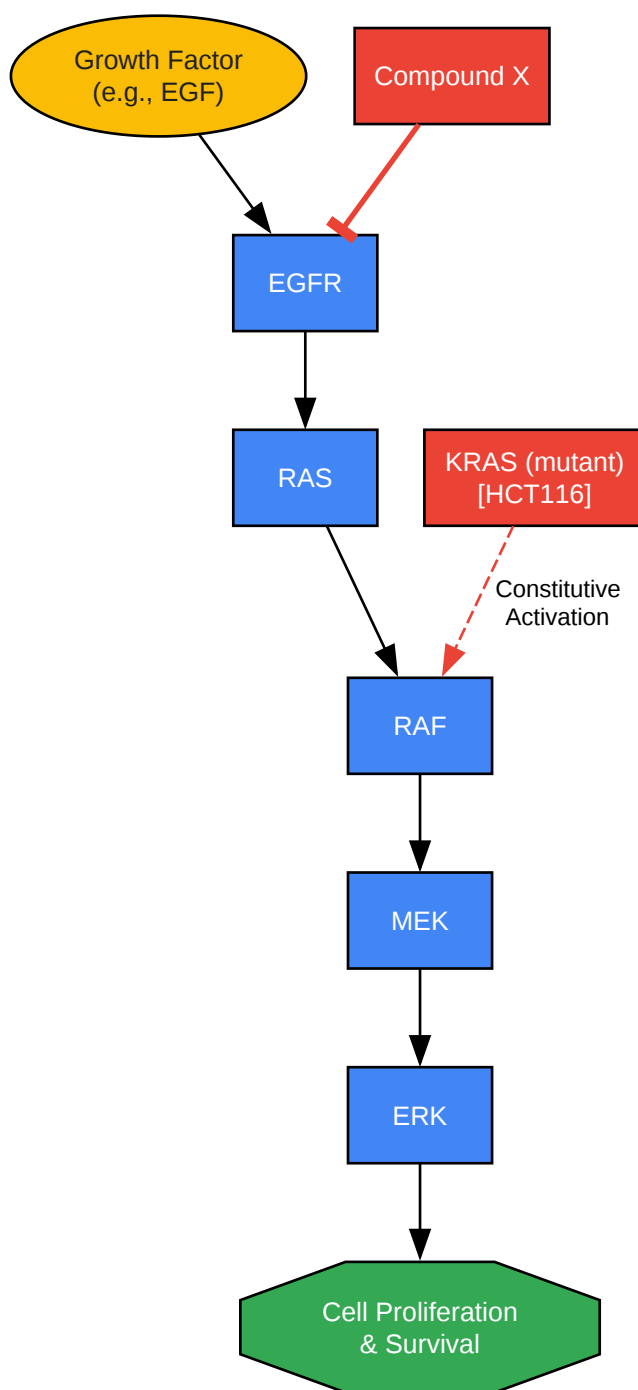 Growth Factor
(e.g., EGF)
Compound X
EGFR
RAS
KRAS (mutant)
[HCT116]
Constitutive
Activation
RAF
MEK
ERK
Cell Proliferation
& Survival